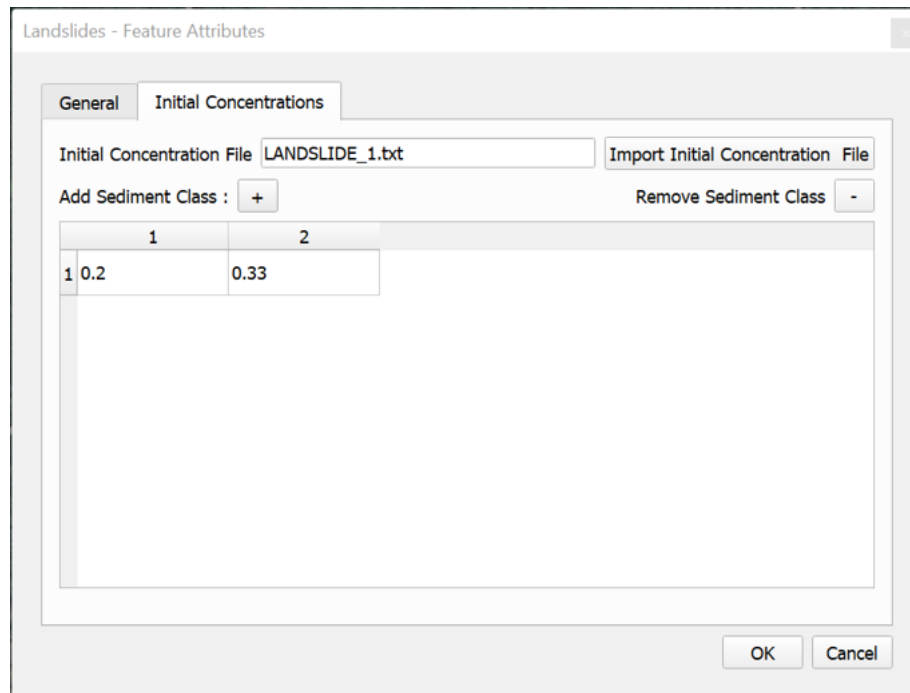 Landslides - Feature Attributes
General Initial Concentrations
Initial Concentration File LANDSLIDE_1.txt Import Initial Concentration File
Add Sediment Class : + Remove Sediment Class -
1 2
1 0.2 0.33
OK Cancel